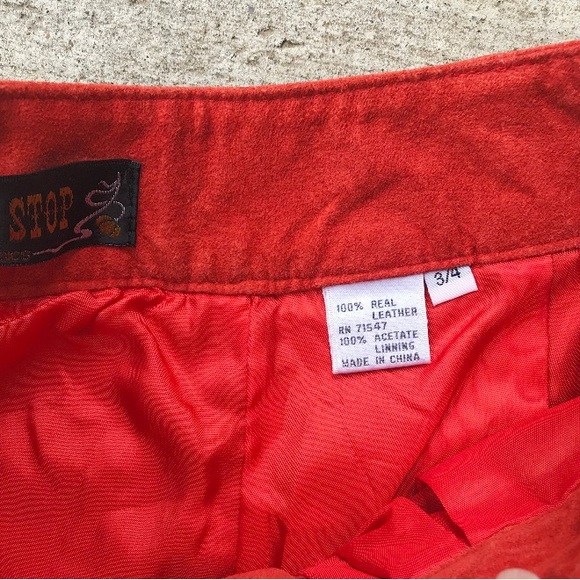 STOP
3/4
100% REAL
LEATHER
RN 71547
100% ACETATE
LINNING
MADE IN CHINA